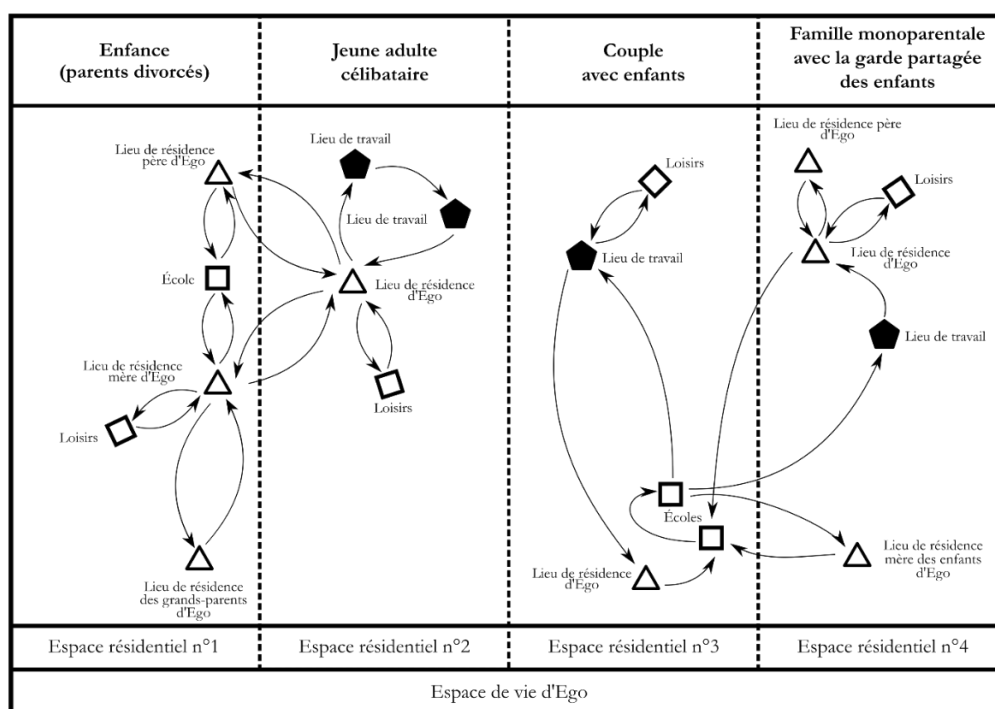 Enfance
(parents divorcés)
Jeune adulte
célibataire
Couple
avec enfants
Famille monoparentale
avec la garde partagée
des enfants
Lieu de résidence
père d'Ego
École
Lieu de résidence
mère d'Ego
Loisirs
Lieu de résidence
des grands-parents
d'Ego
Lieu de travail
Lieu de travail
Lieu de résidence
d'Ego
Loisirs
Loisirs
Lieu de travail
Écoles
Lieu de résidence
d'Ego
Lieu de résidence père
d'Ego
Loisirs
Lieu de résidence
d'Ego
Lieu de travail
Lieu de résidence
mère des enfants
d'Ego
Espace résidentiel n°1
Espace résidentiel n°2
Espace résidentiel n°3
Espace résidentiel n°4
Espace de vie d'Ego